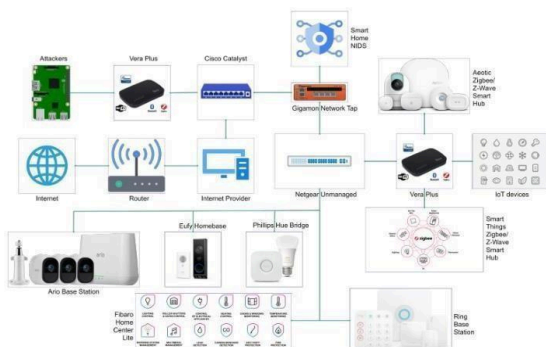 Smart
Home
NIDS
Attackers
Vera Plus
Cisco Catalyst
Gigamon Network Tap
Aeotic
Zigbee/
Z-Wave
Smart
Hub
Internet
Router
Internet Provider
Netgear Unmanaged
Vera Plus
IoT devices
Eufy Homebase
Phillips Hue Bridge
Arlo Base Station
zigbee
Smart
Things
Zigbee/
Z-Wave
Smart
Hub
Fibaro
Home
Center
Lite
Ring
Base
Station